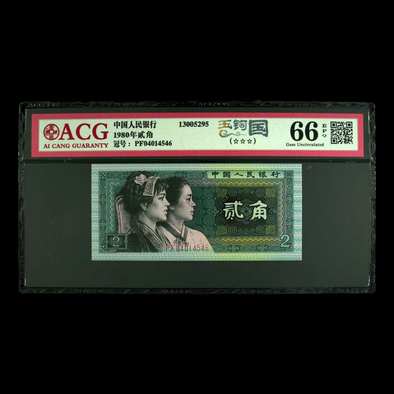 ACG
AI CANG GUARANTY
中国人民银行
1980年贰角
冠号：PF04014546
13005295
(☆☆☆)
66 EPQ
Gem Uncirculated
中国人民银行
贰角
2
2